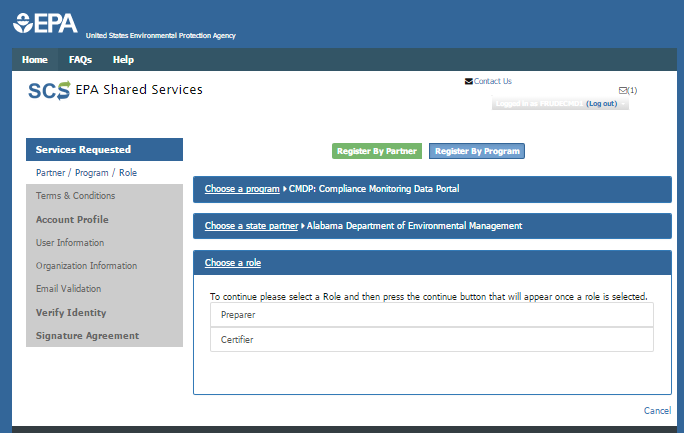 EPA
United States Environmental Protection Agency
Home FAQs Help
SCS EPA Shared Services
Contact Us
(1)
Logged in as (Log out)
Services Requested
Partner / Program / Role
Terms & Conditions
Account Profile
User Information
Organization Information
Email Validation
Verify Identity
Signature Agreement
Register By Partner Register By Program
Choose a program CMDP: Compliance Monitoring Data Portal
Choose a state partner Alabama Department of Environmental Management
Choose a role
To continue please select a Role and then press the continue button that will appear once a role is selected.
Preparer
Certifier
Cancel